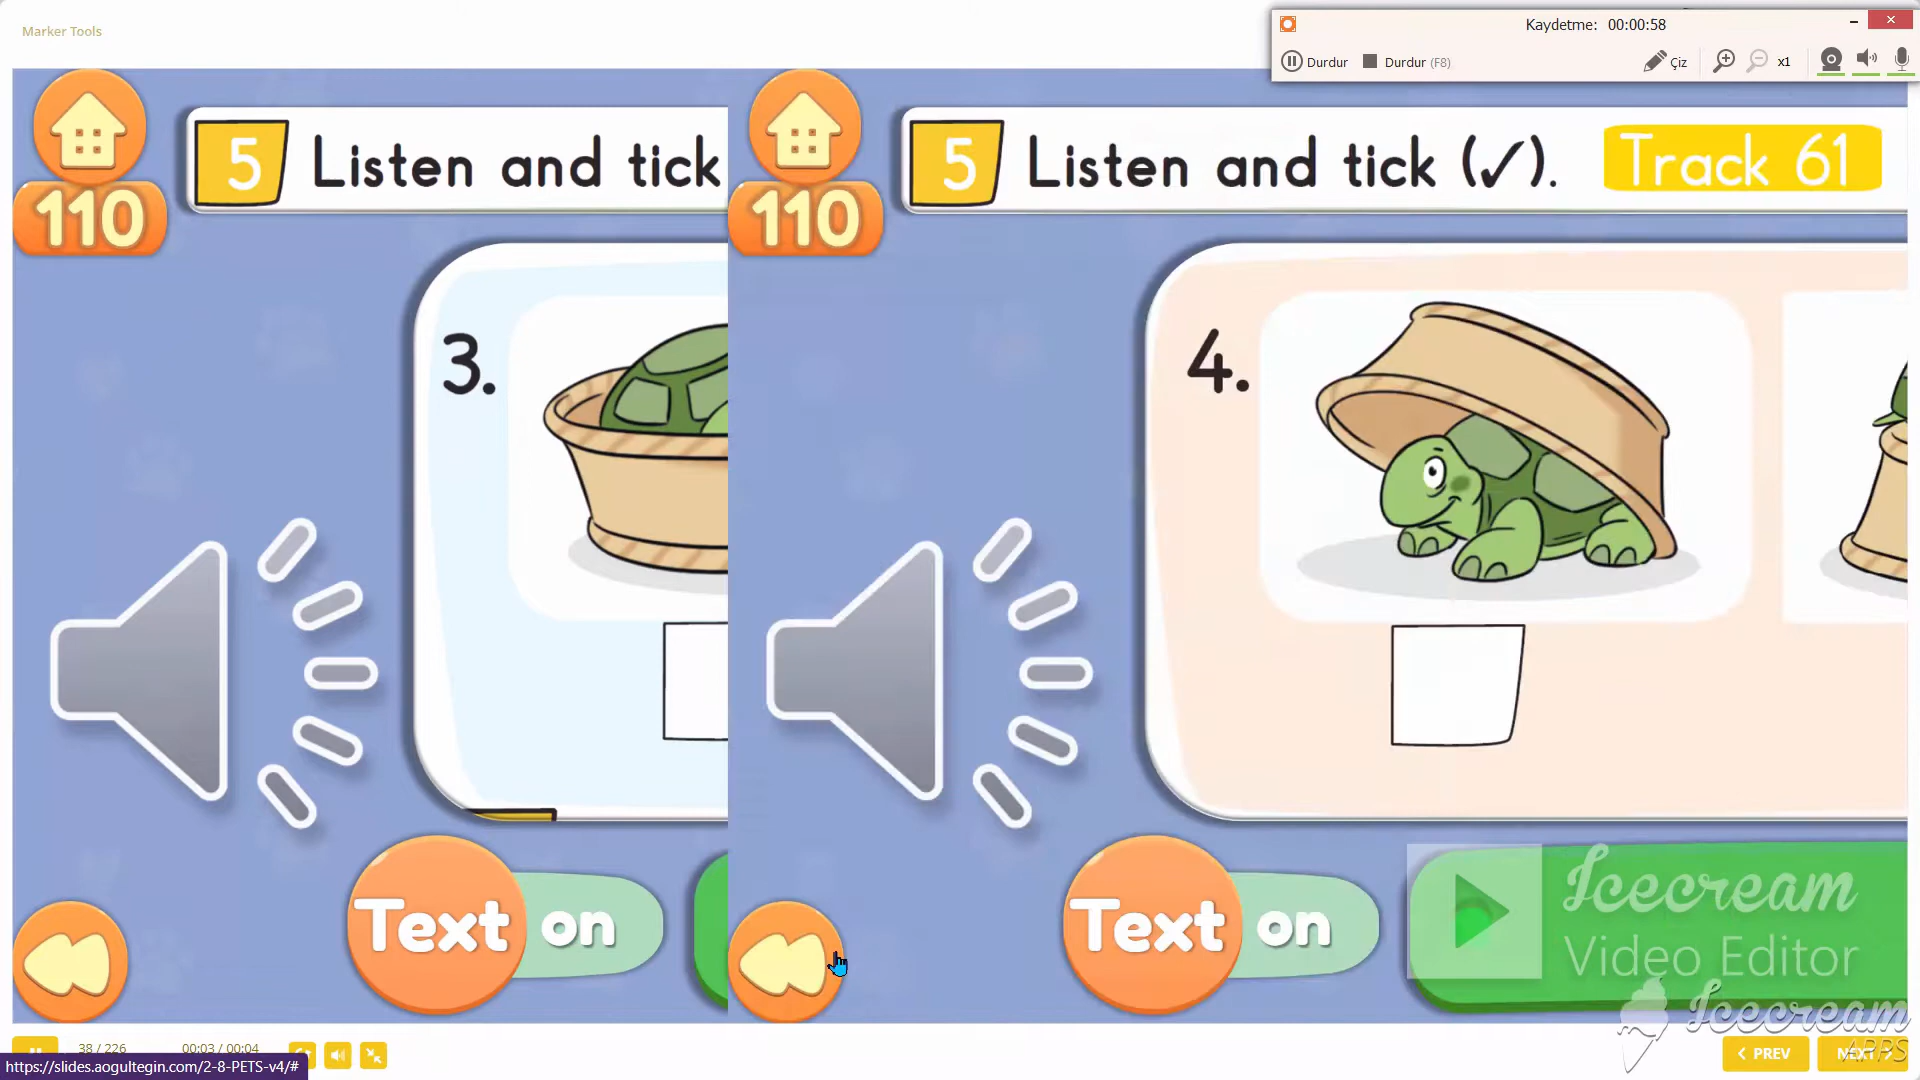 Marker Tools
Kaydetme: 00:00:58
Durdur
Durdur (F8)
Çiz
x1
110
5 Listen and tick
110
5 Listen and tick (✓).
Track 61
3.
4.
Text on
Text on
Icecream
Video Editor
Icecream
APPS
38 / 226
00:03 / 00:04
PREV
NEXT
https://slides.aogultegin.com/2-8-PETS-v4/#